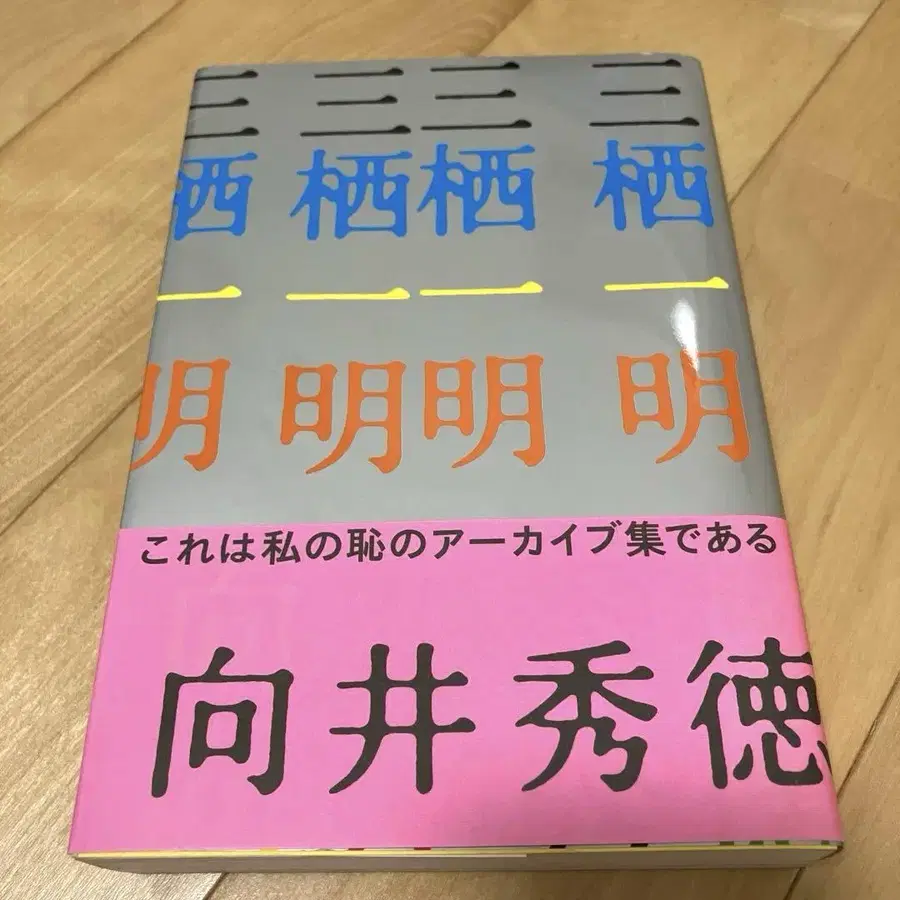 三三三三
栖栖栖栖
一一一一
明明明明
これは私の恥のアーカイブ集である
向井秀徳